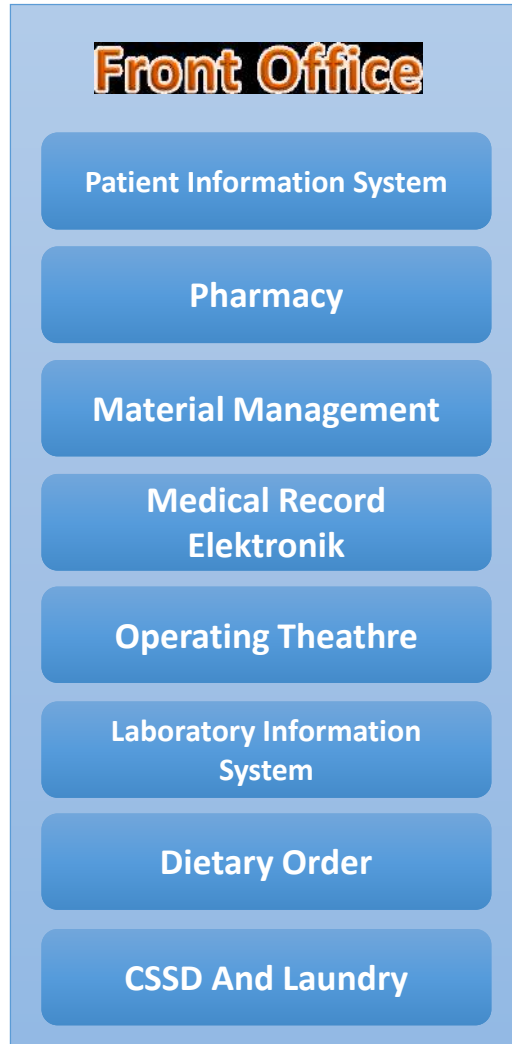 Front Office
Patient Information System
Pharmacy
Material Management
Medical Record
Elektronik
Operating Theathre
Laboratory Information
System
Dietary Order
CSSD And Laundry